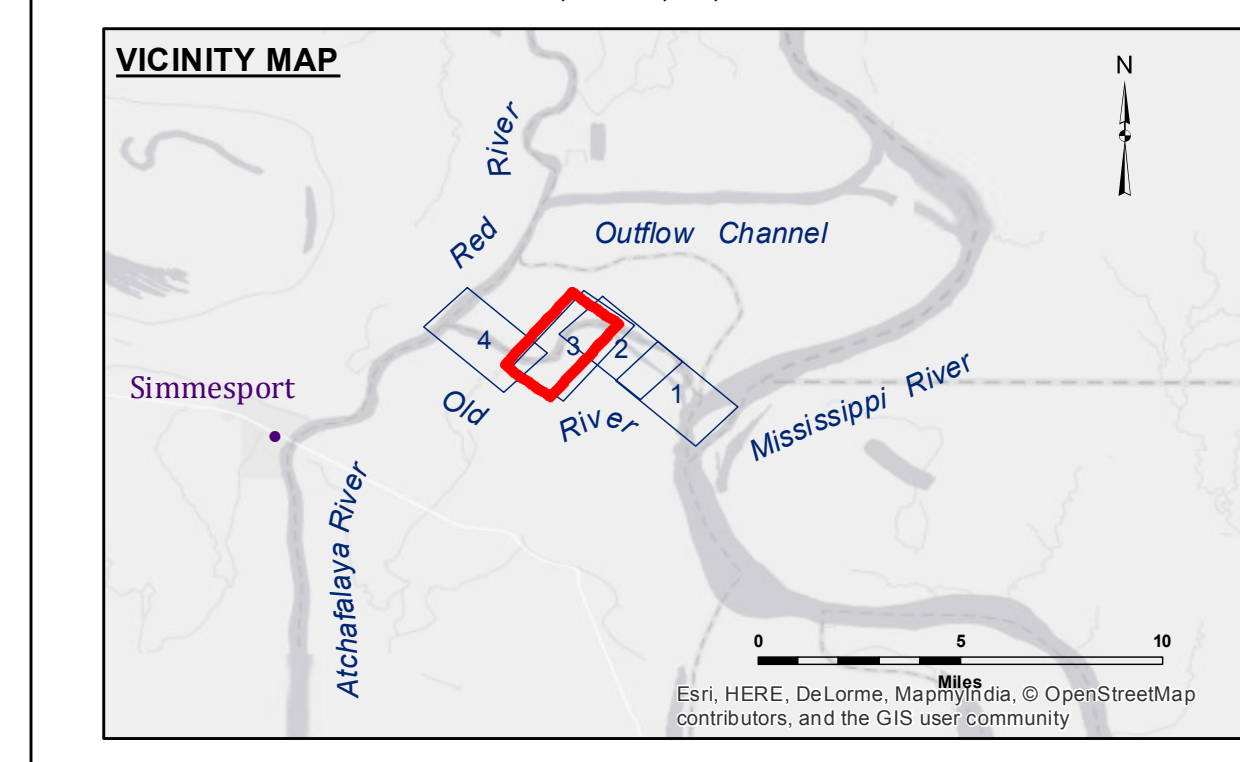 VICINITY MAP
N
Red River
Outflow Channel
4
3
2
1
Simmesport
Old River
Mississippi River
Atchafalaya River
0 5 10
Miles
Esri, HERE, DeLorme, MapmyIndia, © OpenStreetMap
contributors, and the GIS user community